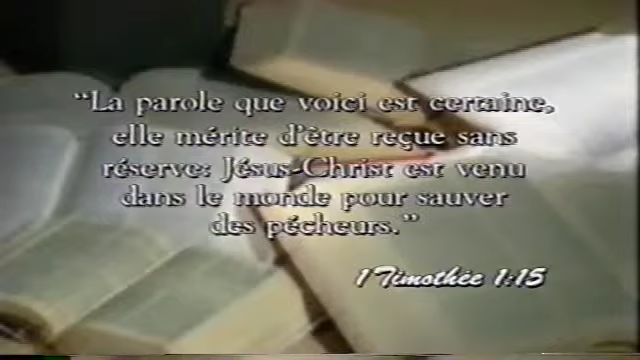 “La parole que voici est certaine,
elle mérite d’être reçue sans
réserve: Jésus-Christ est venu
dans le monde pour sauver
des pécheurs.”
1 Timothée 1:15